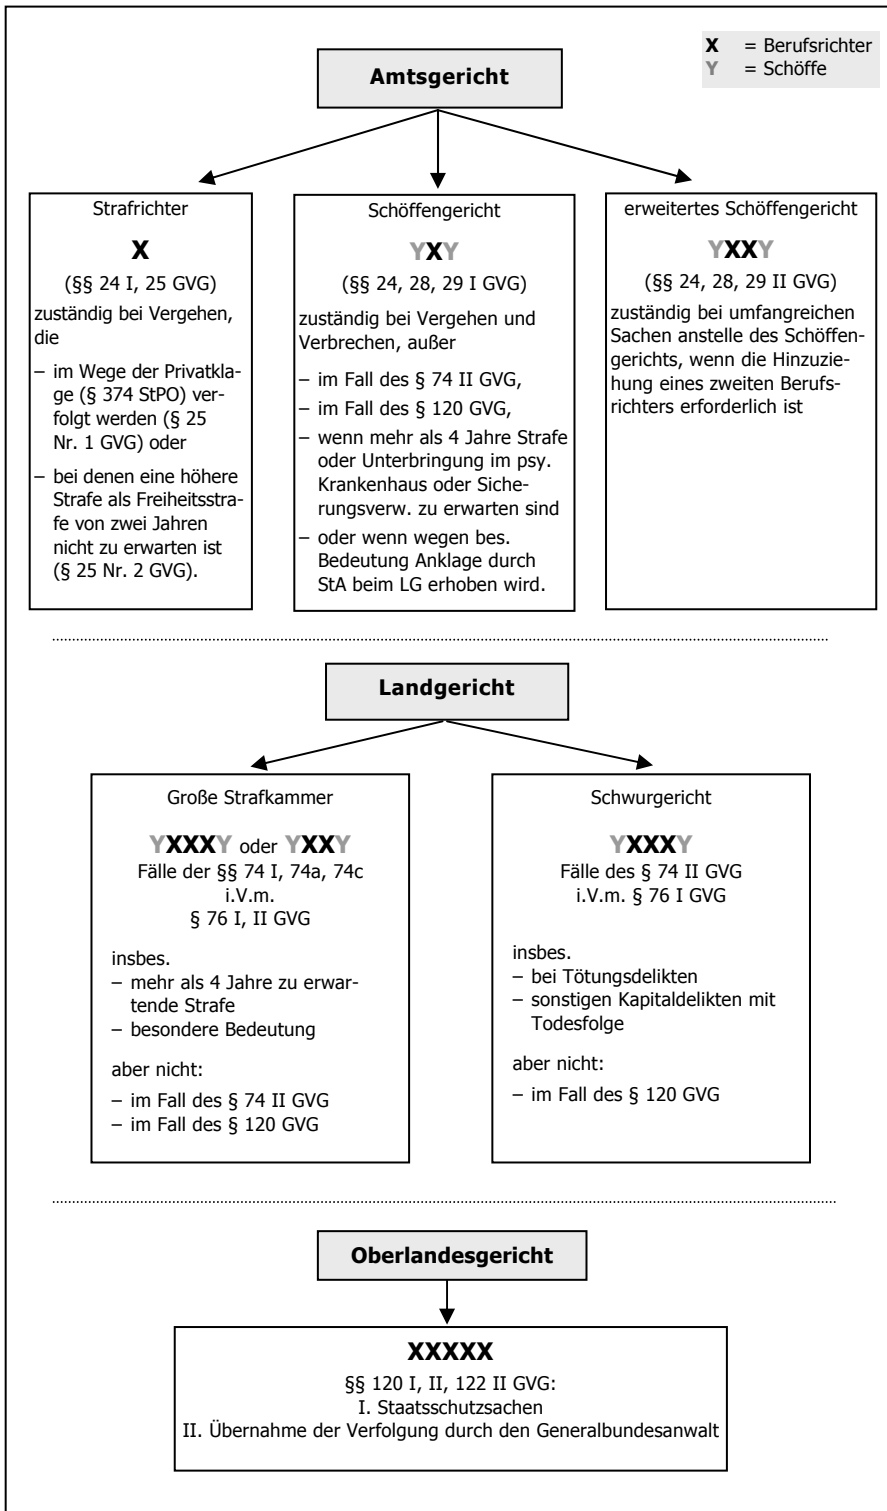 X = Berufsrichter
Y = Schöffe
Amtsgericht
Strafrichter
X
(§§ 24 I, 25 GVG)
zuständig bei Vergehen,
die
– im Wege der Privatkla-
ge (§ 374 StPO) ver-
folgt werden (§ 25
Nr. 1 GVG) oder
– bei denen eine höhere
Strafe als Freiheitsstra-
fe von zwei Jahren
nicht zu erwarten ist
(§ 25 Nr. 2 GVG).
Schöffengericht
YXY
(§§ 24, 28, 29 I GVG)
zuständig bei Vergehen und
Verbrechen, außer
– im Fall des § 74 II GVG,
– im Fall des § 120 GVG,
– wenn mehr als 4 Jahre Strafe
oder Unterbringung im psy.
Krankenhaus oder Siche-
rungsverw. zu erwarten sind
– oder wenn wegen bes.
Bedeutung Anklage durch
StA beim LG erhoben wird.
erweitertes Schöffengericht
YXXY
(§§ 24, 28, 29 II GVG)
zuständig bei umfangreichen
Sachen anstelle des Schöffen-
gerichts, wenn die Hinzuzie-
hung eines zweiten Berufs-
richters erforderlich ist
Landgericht
Große Strafkammer
YXXXY oder YXXY
Fälle der §§ 74 I, 74a, 74c
i.V.m.
§ 76 I, II GVG
insbes.
– mehr als 4 Jahre zu erwar-
tende Strafe
– besondere Bedeutung
aber nicht:
– im Fall des § 74 II GVG
– im Fall des § 120 GVG
Schwurgericht
YXXXY
Fälle des § 74 II GVG
i.V.m. § 76 I GVG
insbes.
– bei Tötungsdelikten
– sonstigen Kapitaldelikten mit
Todesfolge
aber nicht:
– im Fall des § 120 GVG
Oberlandesgericht
XXXXX
§§ 120 I, II, 122 II GVG:
I. Staatsschutzsachen
II. Übernahme der Verfolgung durch den Generalbundesanwalt